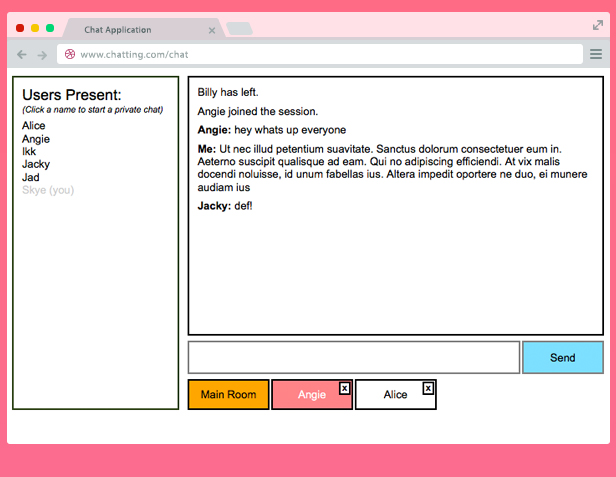 Chat Application
www.chatting.com/chat
Users Present:
(Click a name to start a private chat)
Alice
Angie
Ikk
Jacky
Jad
Skye (you)
Billy has left.
Angie joined the session.
Angie: hey whats up everyone
Me: Ut nec illud petentium suavitate. Sanctus dolorum consectetuer eum in.
Aeterno suscipit qualisque ad eam. Qui no adipiscing efficiendi. At vix malis
docendi noluisse, id unum fabellas ius. Altera impedit oportere ne duo, ei munere
audiam ius
Jacky: def!
Send
Main Room
Angie
x
Alice
x